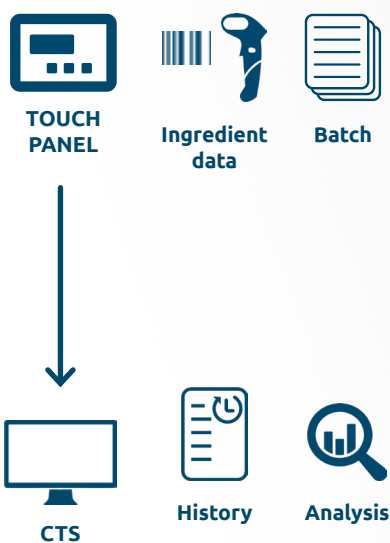 TOUCH
PANEL
Ingredient
data
Batch
CTS
History
Analysis